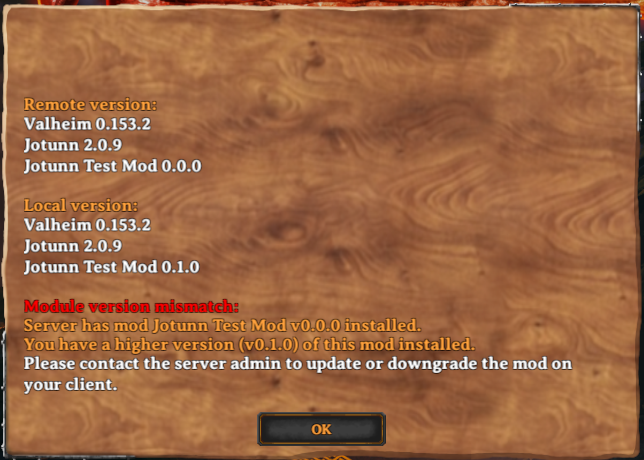 Remote version:
Valheim 0.153.2
Jotunn 2.0.9
Jotunn Test Mod 0.0.0
Local version:
Valheim 0.153.2
Jotunn 2.0.9
Jotunn Test Mod 0.1.0
Module version mismatch:
Server has mod Jotunn Test Mod v0.0.0 installed.
You have a higher version (v0.1.0) of this mod installed.
Please contact the server admin to update or downgrade the mod on
your client.
OK